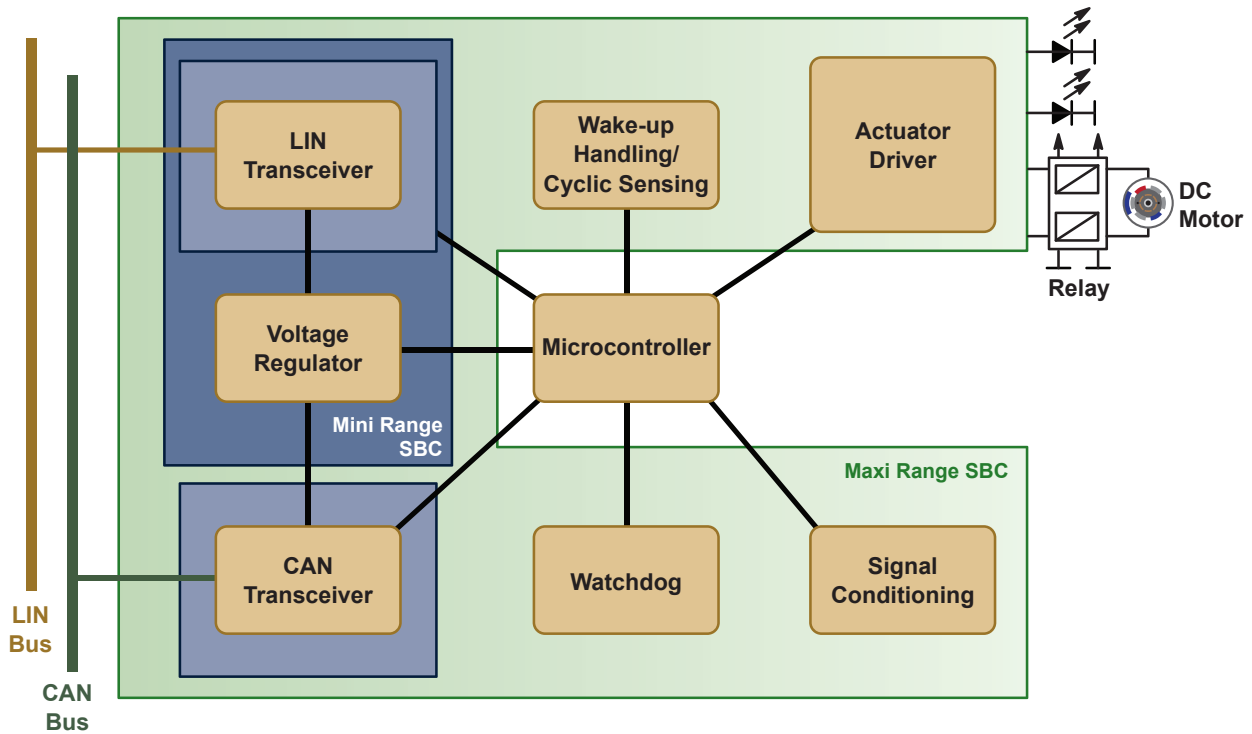 LIN
Transceiver
Wake-up
Handling/
Cyclic Sensing
Actuator
Driver
DC
Motor
Relay
Voltage
Regulator
Microcontroller
Mini Range
SBC
Maxi Range SBC
CAN
Transceiver
Watchdog
Signal
Conditioning
LIN
Bus
CAN
Bus